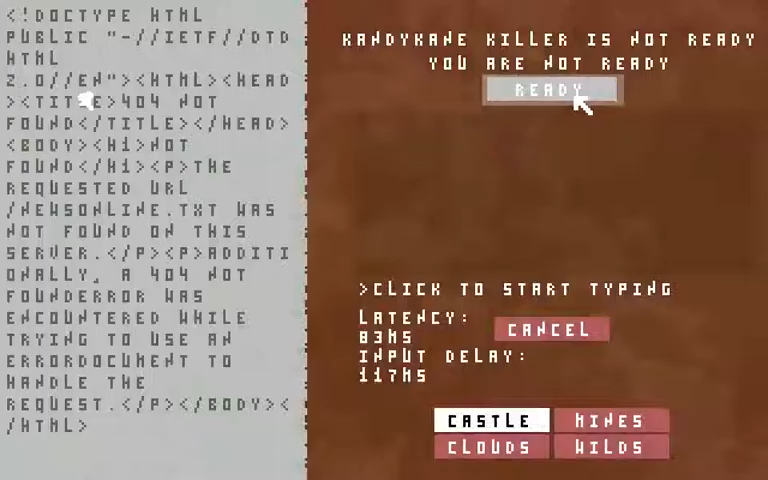 <!DOCTYPE HTML
PUBLIC "-//IETF//DTD
HTML
2.0//EN"><HTML><HEAD
><TITLE>404 NOT
FOUND</TITLE></HEAD>
<BODY><H1>NOT
FOUND</H1><P>THE
REQUESTED URL
/NEWSONLINE.TXT WAS
NOT FOUND ON THIS
SERVER.</P><P>ADDITI
ONALLY, A 404 NOT
FOUNDERROR WAS
ENCOUNTERED WHILE
TRYING TO USE AN
ERRORDOCUMENT TO
HANDLE THE
REQUEST.</P></BODY><
/HTML>
KANDYKANE KILLER IS NOT READY
YOU ARE NOT READY
READY
>CLICK TO START TYPING
LATENCY:
83MS
CANCEL
INPUT DELAY:
117MS
CASTLE MINES
CLOUDS WILDS